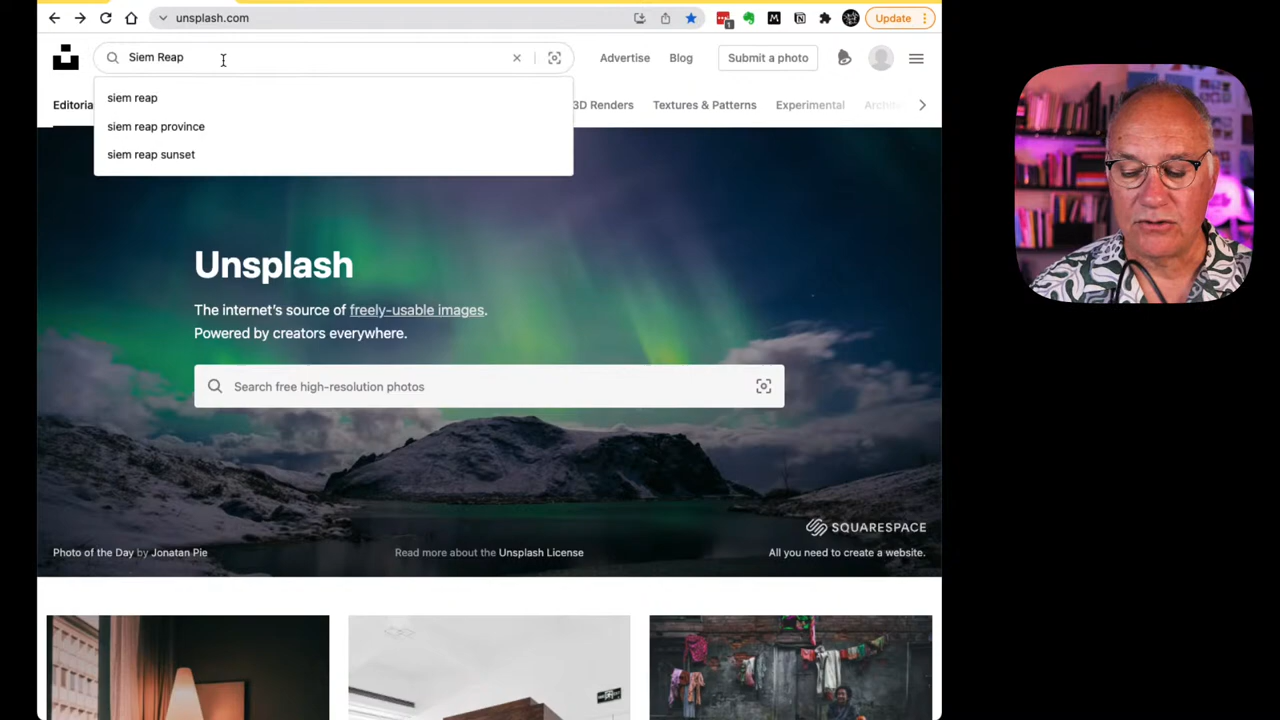 unsplash.com
1
Update
Siem Reap
Advertise
Blog
Submit a photo
siem reap
siem reap province
siem reap sunset
Editoria
3D Renders
Textures & Patterns
Experimental
Archite
Unsplash
The internet's source of freely-usable images.
Powered by creators everywhere.
Search free high-resolution photos
SQUARESPACE
Photo of the Day by Jonatan Pie
Read more about the Unsplash License
All you need to create a website.